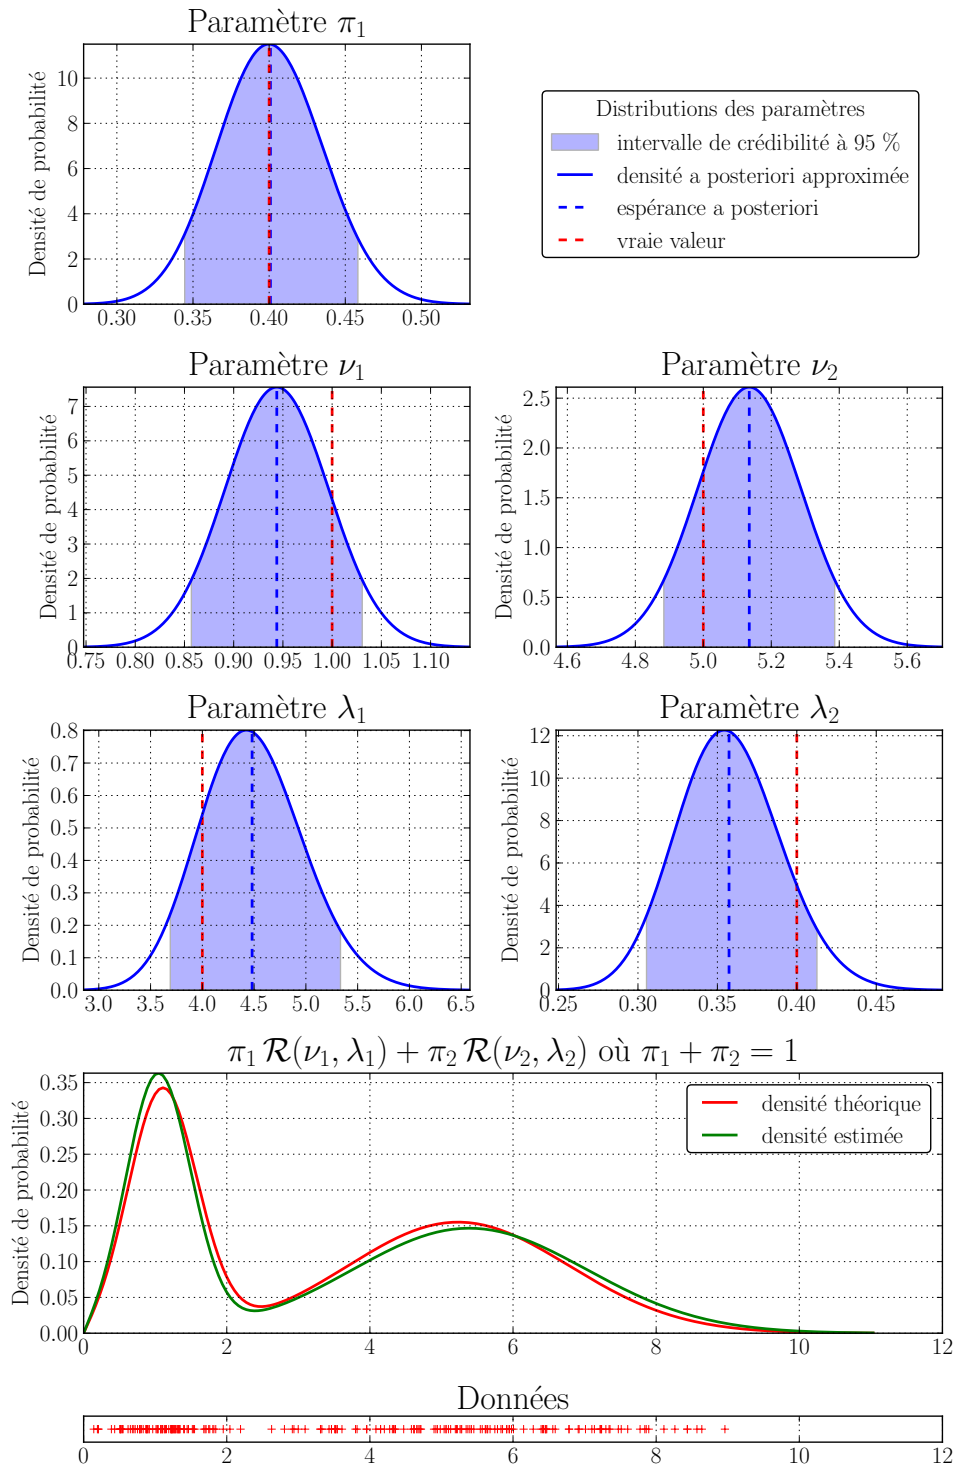 Paramètre π₁
Densité de probabilité
10
8
6
4
2
0
0.30 0.35 0.40 0.45 0.50
Distributions des paramètres
intervalle de crédibilité à 95 %
densité a posteriori approximée
espérance a posteriori
vraie valeur
Paramètre ν₁
Densité de probabilité
7
6
5
4
3
2
1
0
0.75 0.80 0.85 0.90 0.95 1.00 1.05 1.10
Paramètre ν₂
Densité de probabilité
2.5
2.0
1.5
1.0
0.5
0.0
4.6 4.8 5.0 5.2 5.4 5.6
Paramètre λ₁
Densité de probabilité
0.8
0.7
0.6
0.5
0.4
0.3
0.2
0.1
0.0
3.0 3.5 4.0 4.5 5.0 5.5 6.0 6.5
Paramètre λ₂
Densité de probabilité
12
10
8
6
4
2
0
0.25 0.30 0.35 0.40 0.45
π₁ ℛ(ν₁, λ₁) + π₂ ℛ(ν₂, λ₂) où π₁ + π₂ = 1
Densité de probabilité
0.35
0.30
0.25
0.20
0.15
0.10
0.05
0.00
0 2 4 6 8 10 12
densité théorique
densité estimée
Données
0 2 4 6 8 10 12